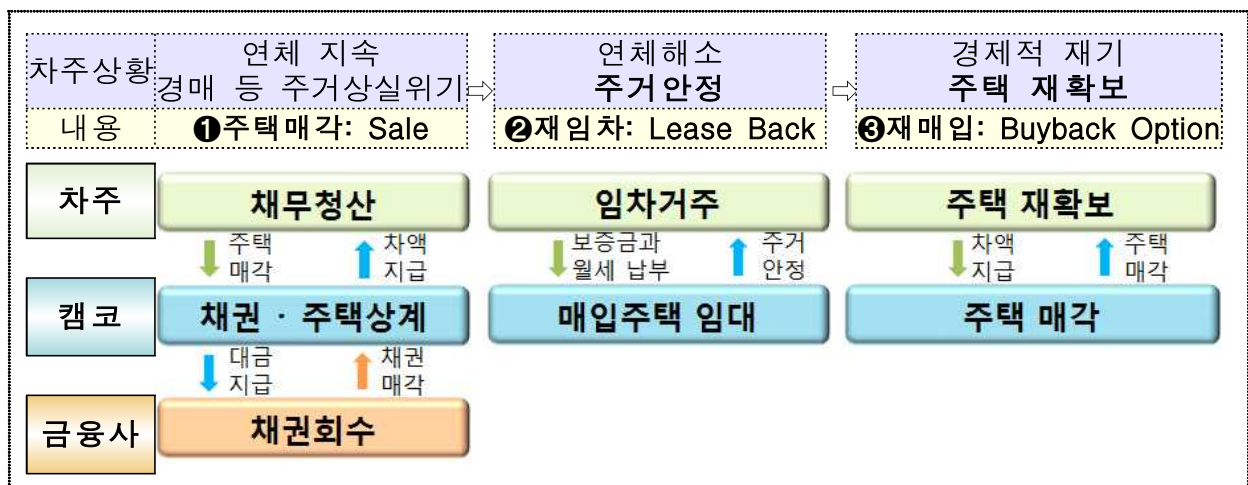 차주상황
연체 지속
경매 등 주거상실위기
⇨
연체해소
주거안정
⇨
경제적 재기
주택 재확보
내용
❶주택매각: Sale
❷재임차: Lease Back
❸재매입: Buyback Option
차주
채무청산
임차거주
주택 재확보
주택
매각
차액
지급
보증금과
월세 납부
주거
안정
차액
지급
주택
매각
캠코
채권 · 주택상계
매입주택 임대
주택 매각
대금
지급
채권
매각
금융사
채권회수